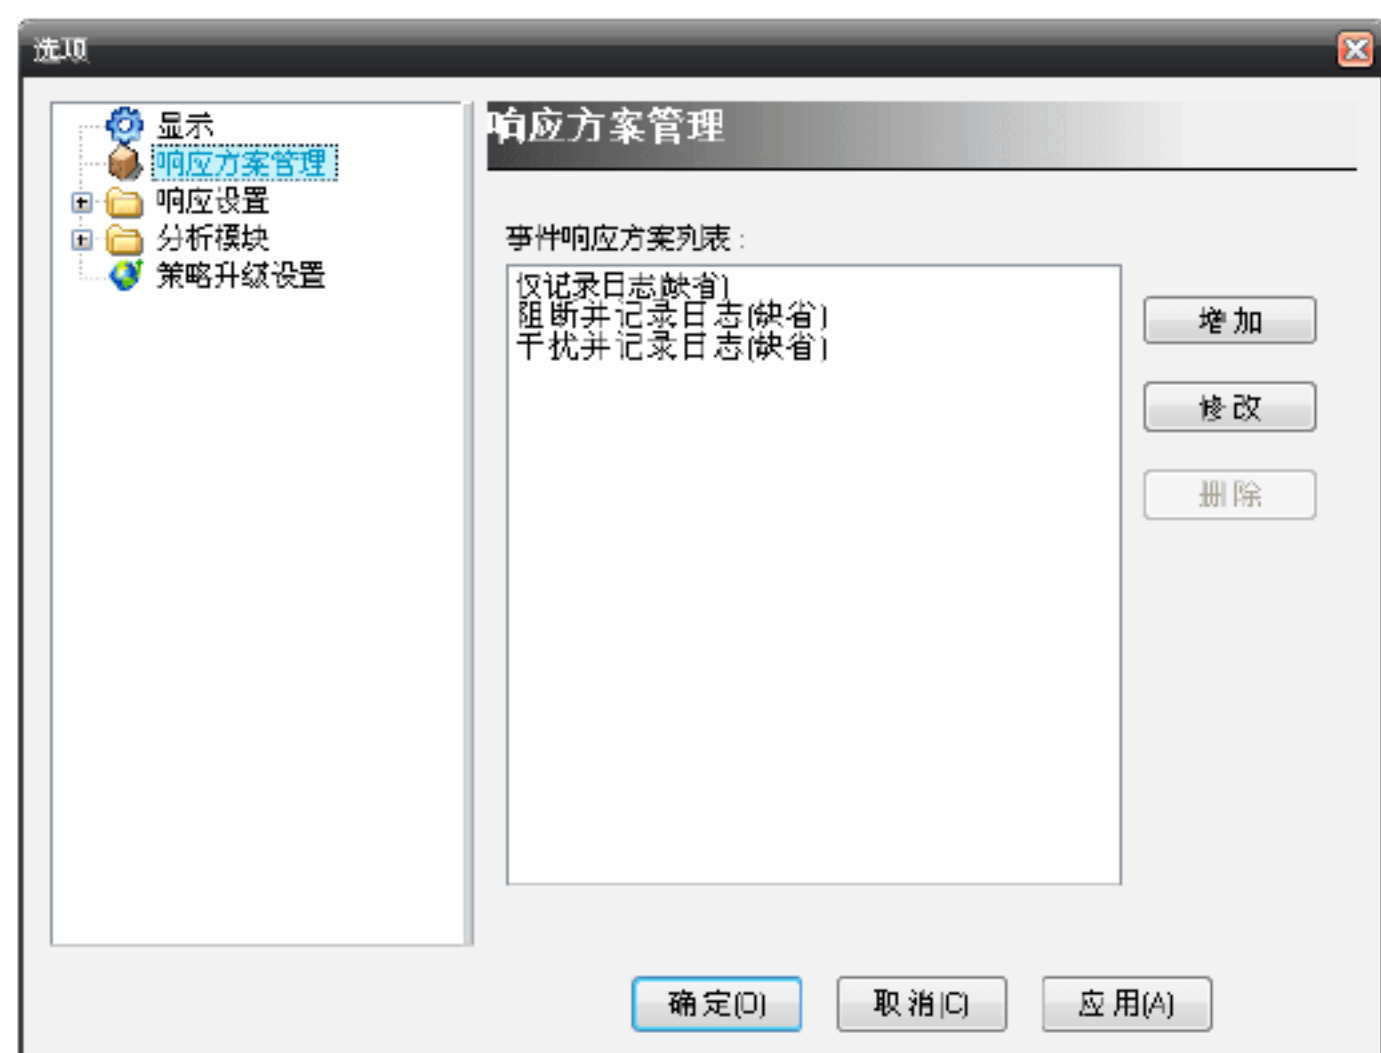 选项
显示
响应方案管理
响应设置
分析模块
策略升级设置
响应方案管理
事件响应方案列表:
仅记录日志(缺省)
阻断并记录日志(缺省)
干扰并记录日志(缺省)
增加
修改
删除
确定(O)
取消(C)
应用(A)